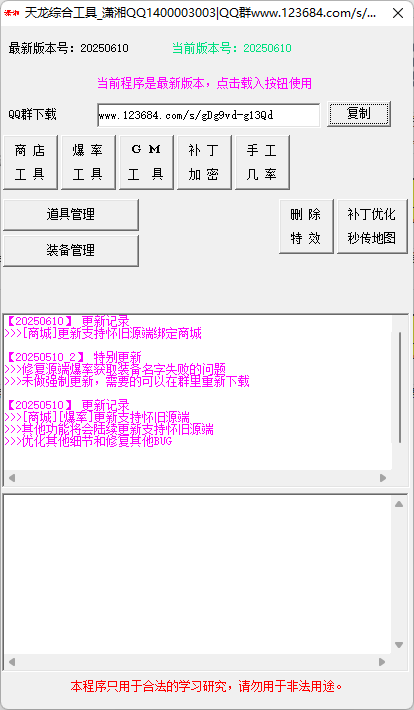 天龙综合工具_潇湘QQ1400003003|QQ群www.123684.com/s/...
最新版本号：20250610 当前版本号：20250610
当前程序是最新版本，点击载入按钮使用
QQ群下载 www.123684.com/s/gDg9vd-g13Qd 复制
商店工具 爆率工具 GM工具 补丁加密 手工几率
道具管理 删除特效 补丁优化秒传地图
装备管理
【20250610】 更新记录
>>>[商城]更新支持怀旧源端绑定商城
【20250510_2】 特别更新
>>>修复源端爆率获取装备名字失败的问题
>>>未做强制更新，需要的可以在群里重新下载
【20250510】 更新记录
>>>[商城][爆率]更新支持怀旧源端
>>>其他功能将会陆续更新支持怀旧源端
>>>优化其他细节和修复其他BUG
本程序只用于合法的学习研究，请勿用于非法用途。